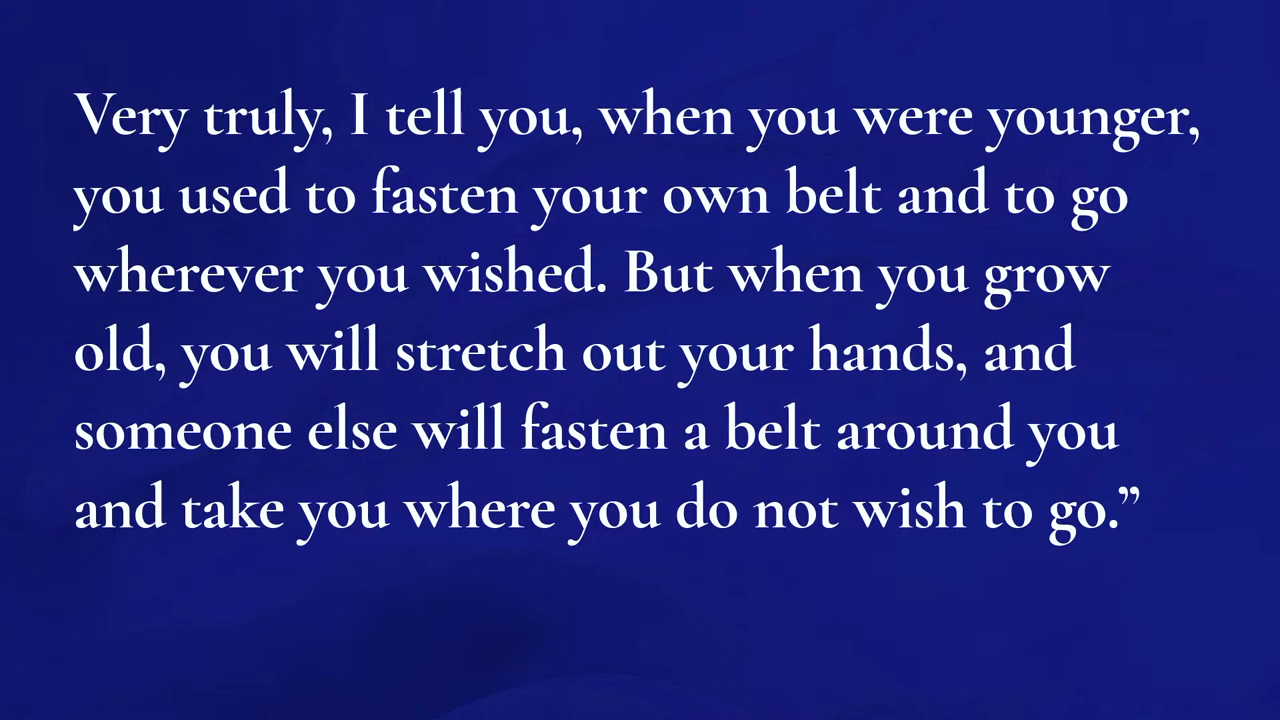 Very truly, I tell you, when you were younger,
you used to fasten your own belt and to go
wherever you wished. But when you grow
old, you will stretch out your hands, and
someone else will fasten a belt around you
and take you where you do not wish to go.”